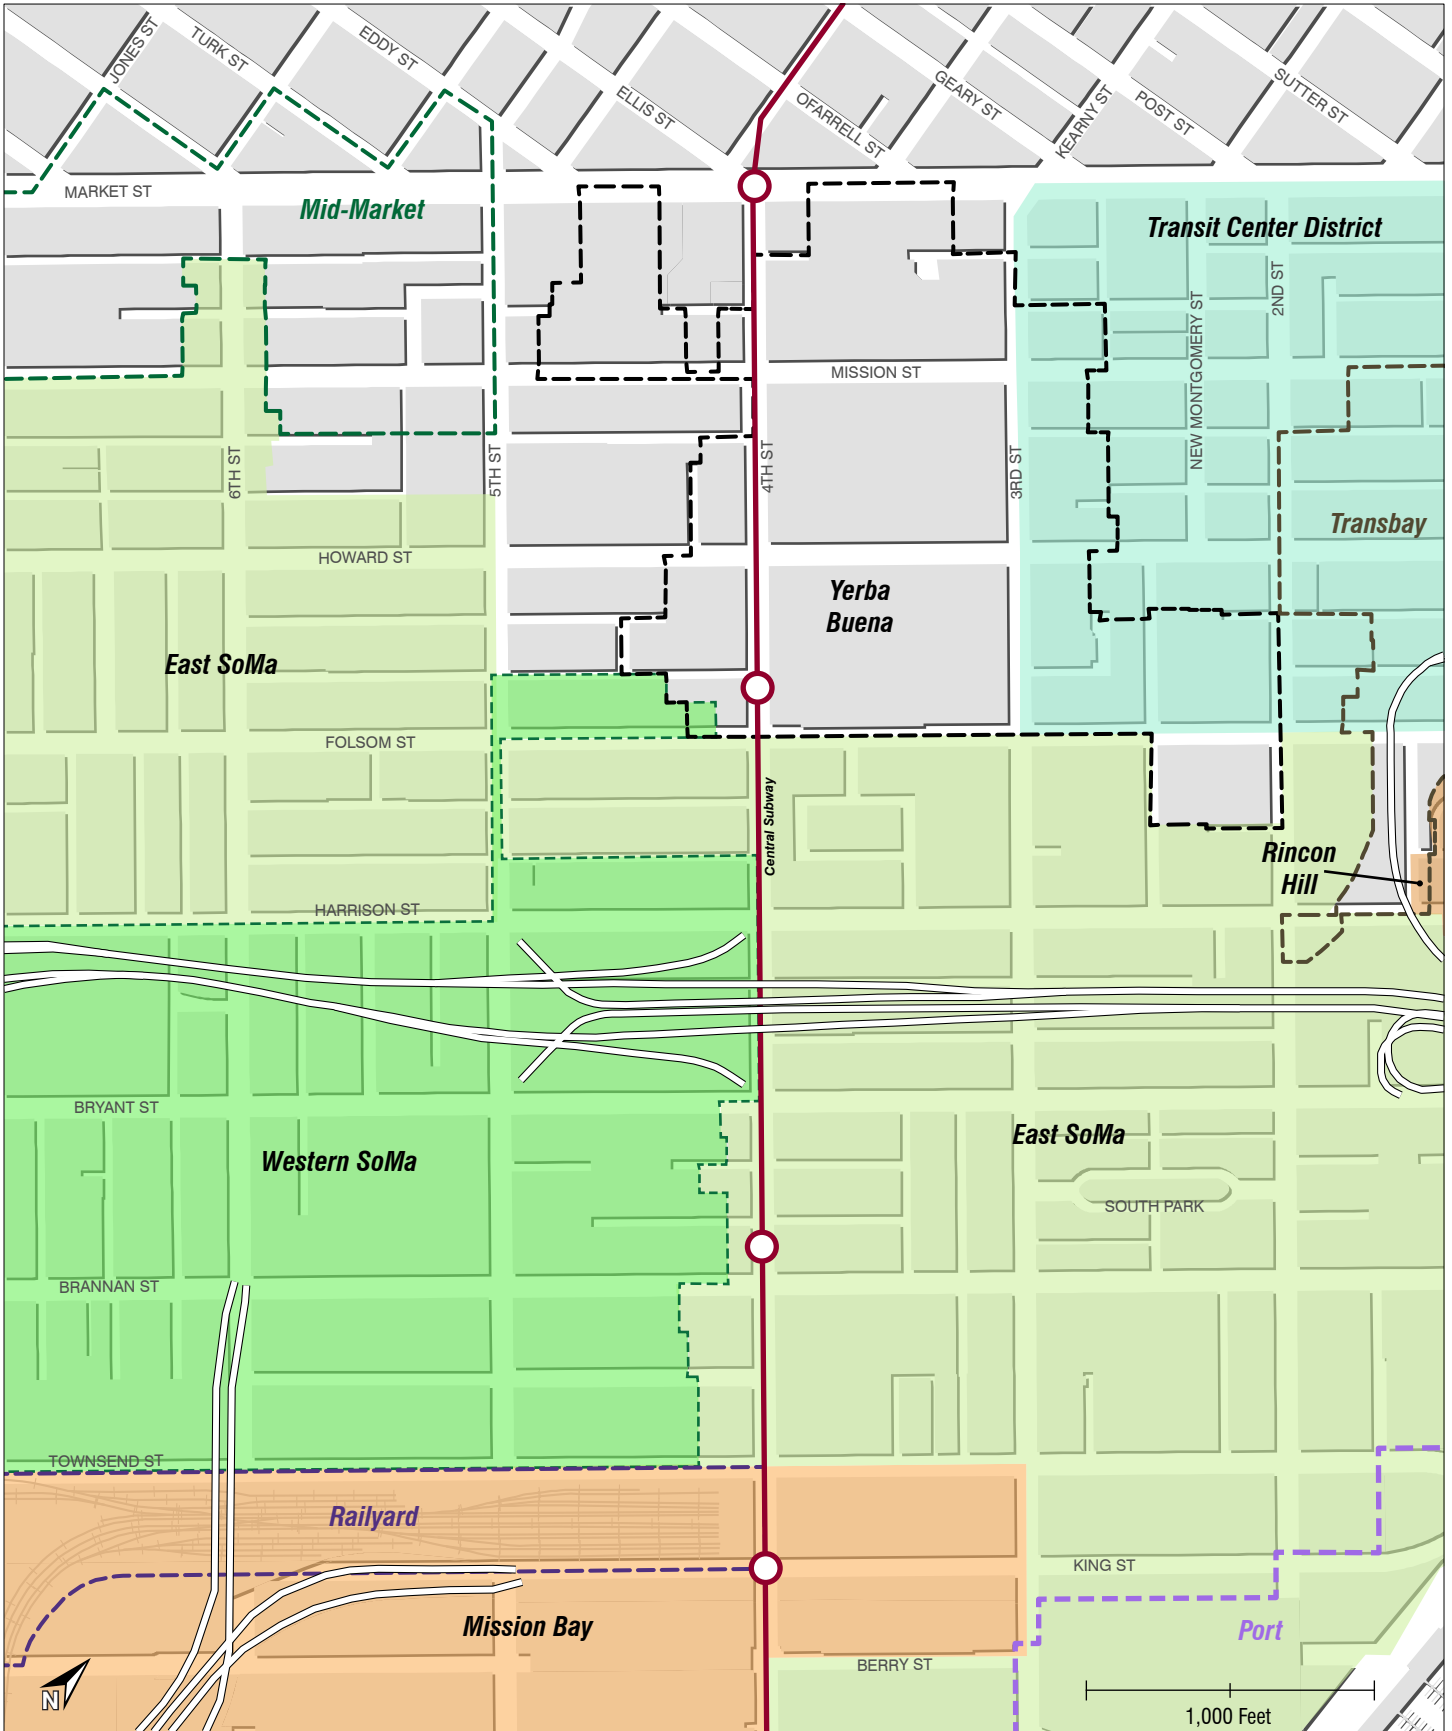 JONES ST
TURK ST
EDDY ST
ELLIS ST
OFARRELL ST
GEARY ST
KEARNY ST
POST ST
SUTTER ST
MARKET ST
Mid-Market
Transit Center District
2ND ST
NEW MONTGOMERY ST
MISSION ST
6TH ST
5TH ST
4TH ST
3RD ST
Transbay
HOWARD ST
Yerba
Buena
East SoMa
FOLSOM ST
Central Subway
Rincon
Hill
HARRISON ST
BRYANT ST
East SoMa
Western SoMa
SOUTH PARK
BRANNAN ST
TOWNSEND ST
Railyard
KING ST
Mission Bay
Port
BERRY ST
N
1,000 Feet